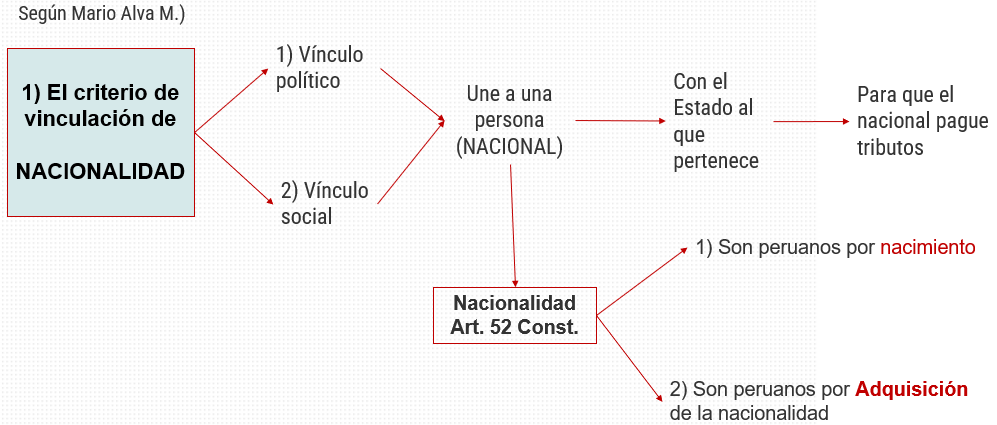 Según Mario Alva M.)
1) El criterio de
vinculación de
NACIONALIDAD
1) Vínculo
político
2) Vínculo
social
Une a una
persona
(NACIONAL)
Con el
Estado al
que
pertenece
Para que el
nacional pague
tributos
Nacionalidad
Art. 52 Const.
1) Son peruanos por nacimiento
2) Son peruanos por Adquisición
de la nacionalidad